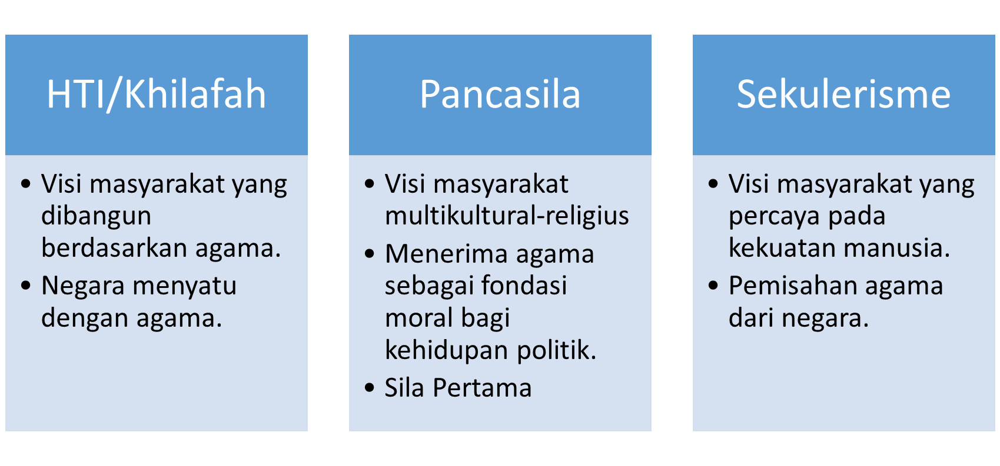 HTI/Khilafah
• Visi masyarakat yang
dibangun
berdasarkan agama.
• Negara menyatu
dengan agama.
Pancasila
• Visi masyarakat
multikultural-religius
• Menerima agama
sebagai fondasi
moral bagi
kehidupan politik.
• Sila Pertama
Sekulerisme
• Visi masyarakat yang
percaya pada
kekuatan manusia.
• Pemisahan agama
dari negara.